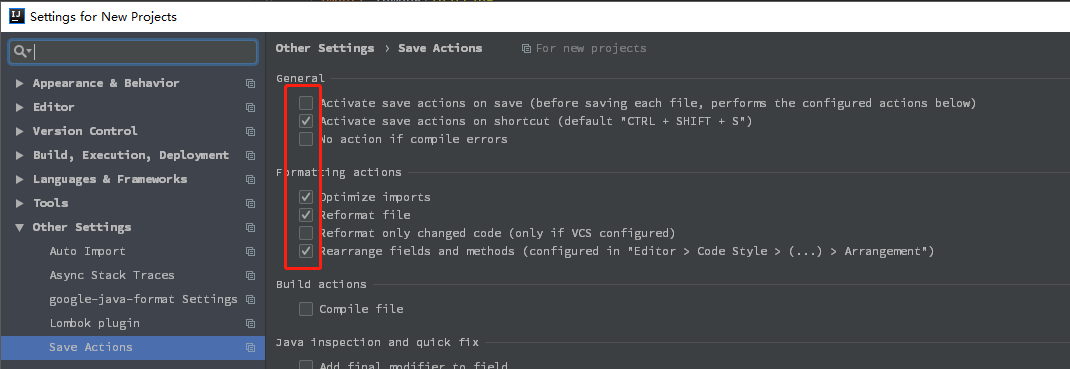 IJ Settings for New Projects
Other Settings › Save Actions For new projects
Appearance & Behavior
Editor
Version Control
Build, Execution, Deployment
Languages & Frameworks
Tools
Other Settings
Auto Import
Async Stack Traces
google-java-format Settings
Lombok plugin
Save Actions
General
Activate save actions on save (before saving each file, performs the configured actions below)
Activate save actions on shortcut (default "CTRL + SHIFT + S")
No action if compile errors
Formatting actions
Optimize imports
Reformat file
Reformat only changed code (only if VCS configured)
Rearrange fields and methods (configured in "Editor > Code Style > (...) > Arrangement")
Build actions
Compile file
Java inspection and quick fix
Add final modifier to field